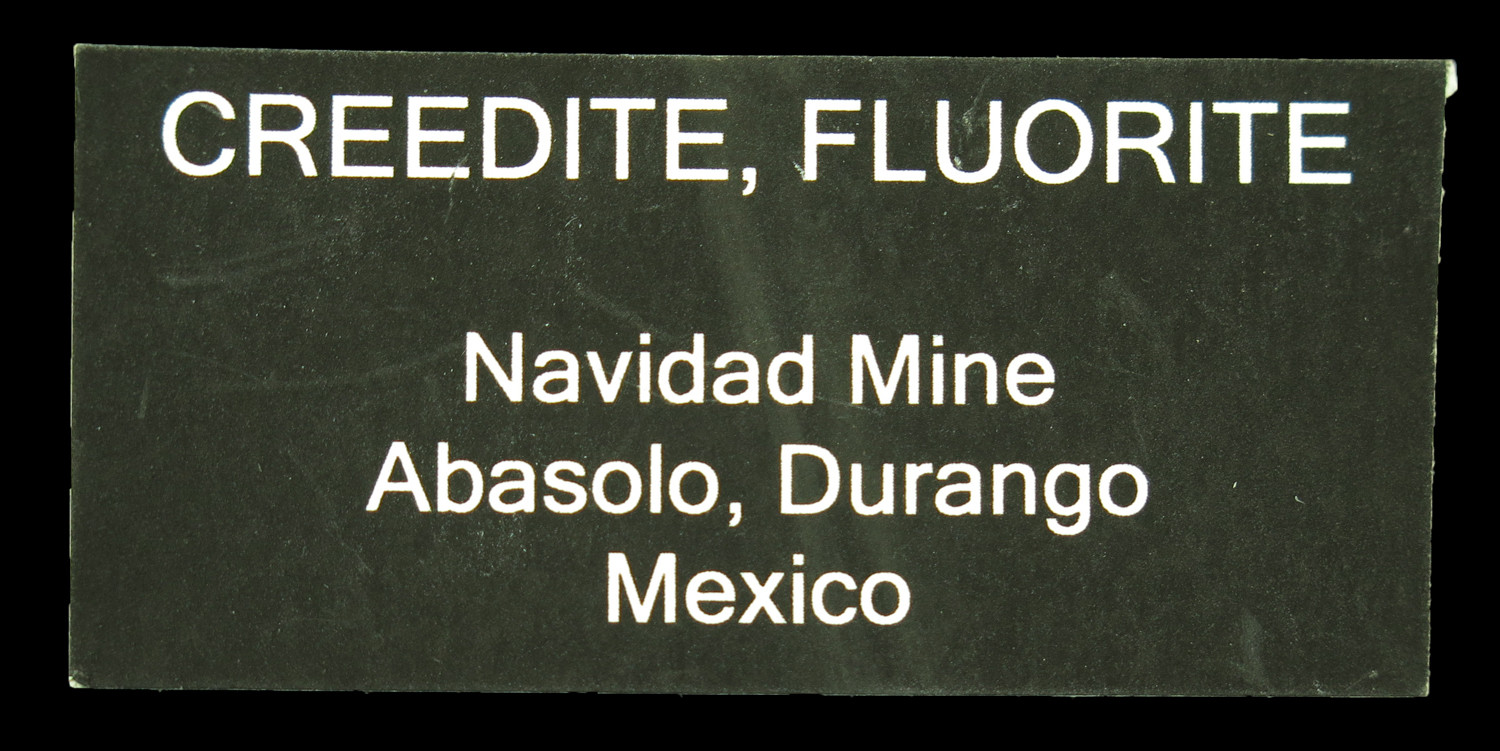 CREEDITE, FLUORITE
Navidad Mine
Abasolo, Durango
Mexico